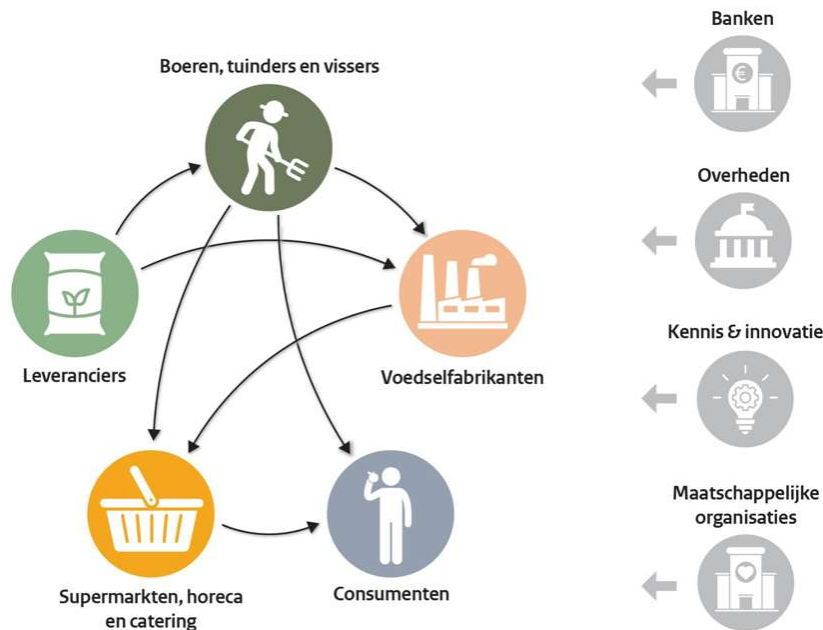 Banken
Boeren, tuinders en vissers
Overheden
Leveranciers
Voedselfabrikanten
Kennis & innovatie
Maatschappelijke
organisaties
Supermarkten, horeca
en catering
Consumenten